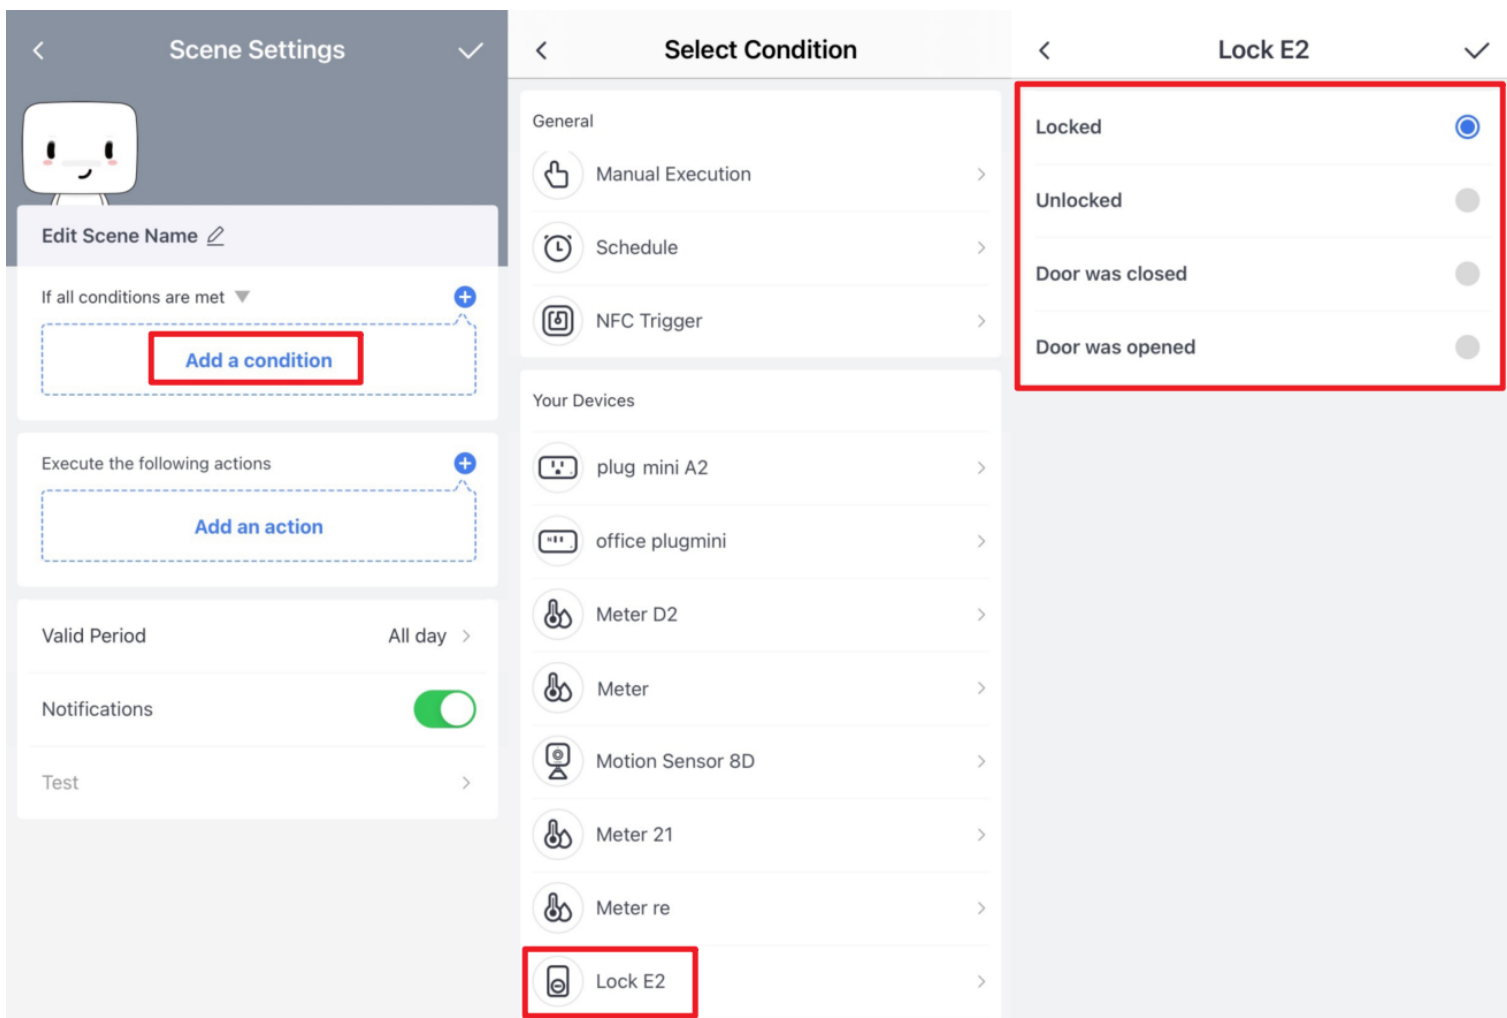 Scene Settings
Edit Scene Name
If all conditions are met
Add a condition
Execute the following actions
Add an action
Valid Period All day
Notifications
Test
Select Condition
General
Manual Execution
Schedule
NFC Trigger
Your Devices
plug mini A2
office plugmini
Meter D2
Meter
Motion Sensor 8D
Meter 21
Meter re
Lock E2
Lock E2
Locked
Unlocked
Door was closed
Door was opened